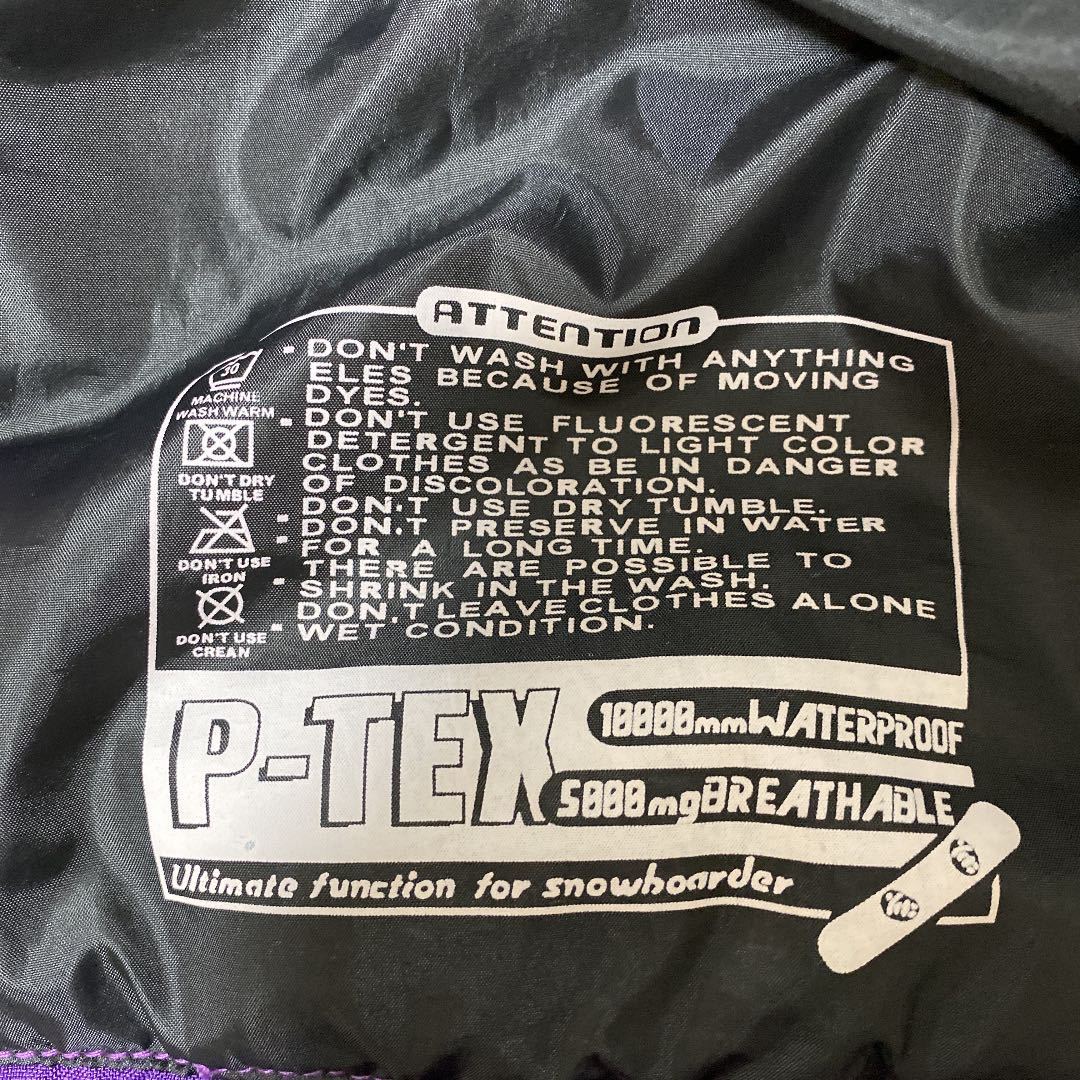 ATTENTION
30
MACHINE
WASH WARM
DON'T DRY
TUMBLE
DON'T USE
IRON
DON'T USE
CREAN
- DON'T WASH WITH ANYTHING
ELES BECAUSE OF MOVING
DYES.
- DON'T USE FLUORESCENT
DETERGENT TO LIGHT COLOR
CLOTHES AS BE IN DANGER
OF DISCOLORATION.
- DON.T USE DRY TUMBLE.
- DON.T PRESERVE IN WATER
FOR A LONG TIME.
- THERE ARE POSSIBLE TO
SHRINK IN THE WASH.
- DON.T LEAVE CLOTHES ALONE
WET CONDITION.
P-TEX
10000mmWATERPROOF
5000mgBREATHABLE
Ultimate function for snowboarder